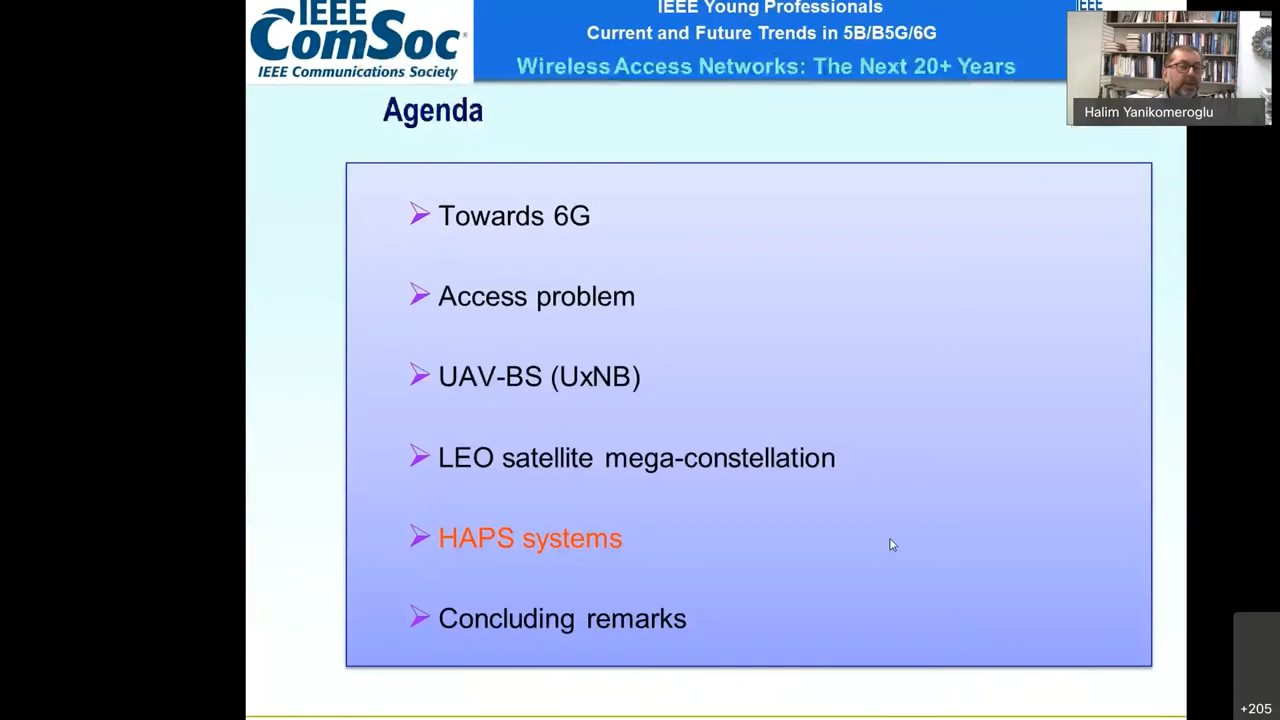 IEEE
ComSoc
IEEE Communications Society
IEEE Young Professionals
Current and Future Trends in 5B/B5G/6G
Wireless Access Networks: The Next 20+ Years
IEEE
Halim Yanikomeroglu
Agenda
Towards 6G
Access problem
UAV-BS (UxNB)
LEO satellite mega-constellation
HAPS systems
Concluding remarks
+205